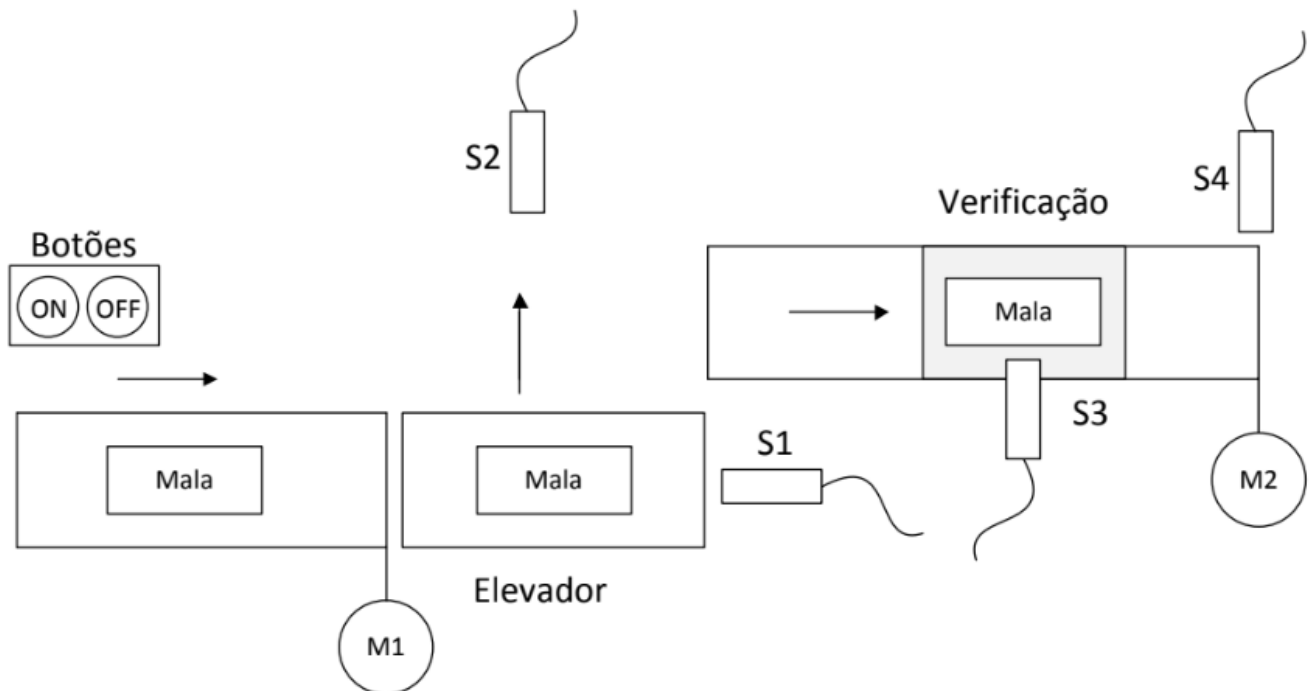 S2
S4
Verificação
Botões
ON OFF
Mala
S3
S1
Mala
Mala
M2
Elevador
M1